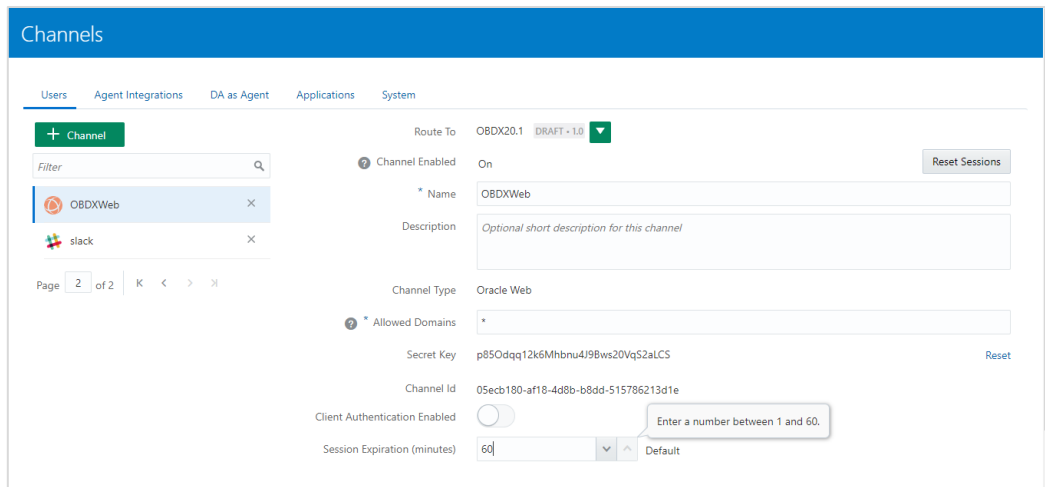 Channels
Users Agent Integrations DA as Agent Applications System
+ Channel
Filter
OBDXWeb
slack
Page 2 of 2
Route To OBDX20.1 DRAFT • 1.0
Channel Enabled On Reset Sessions
* Name OBDXWeb
Description Optional short description for this channel
Channel Type Oracle Web
* Allowed Domains *
Secret Key p85Odqq12k6Mhbnu4J9Bws20VqS2aLCS Reset
Channel Id 05ecb180-af18-4d8b-b8dd-515786213d1e
Client Authentication Enabled
Enter a number between 1 and 60.
Session Expiration (minutes) 60 Default